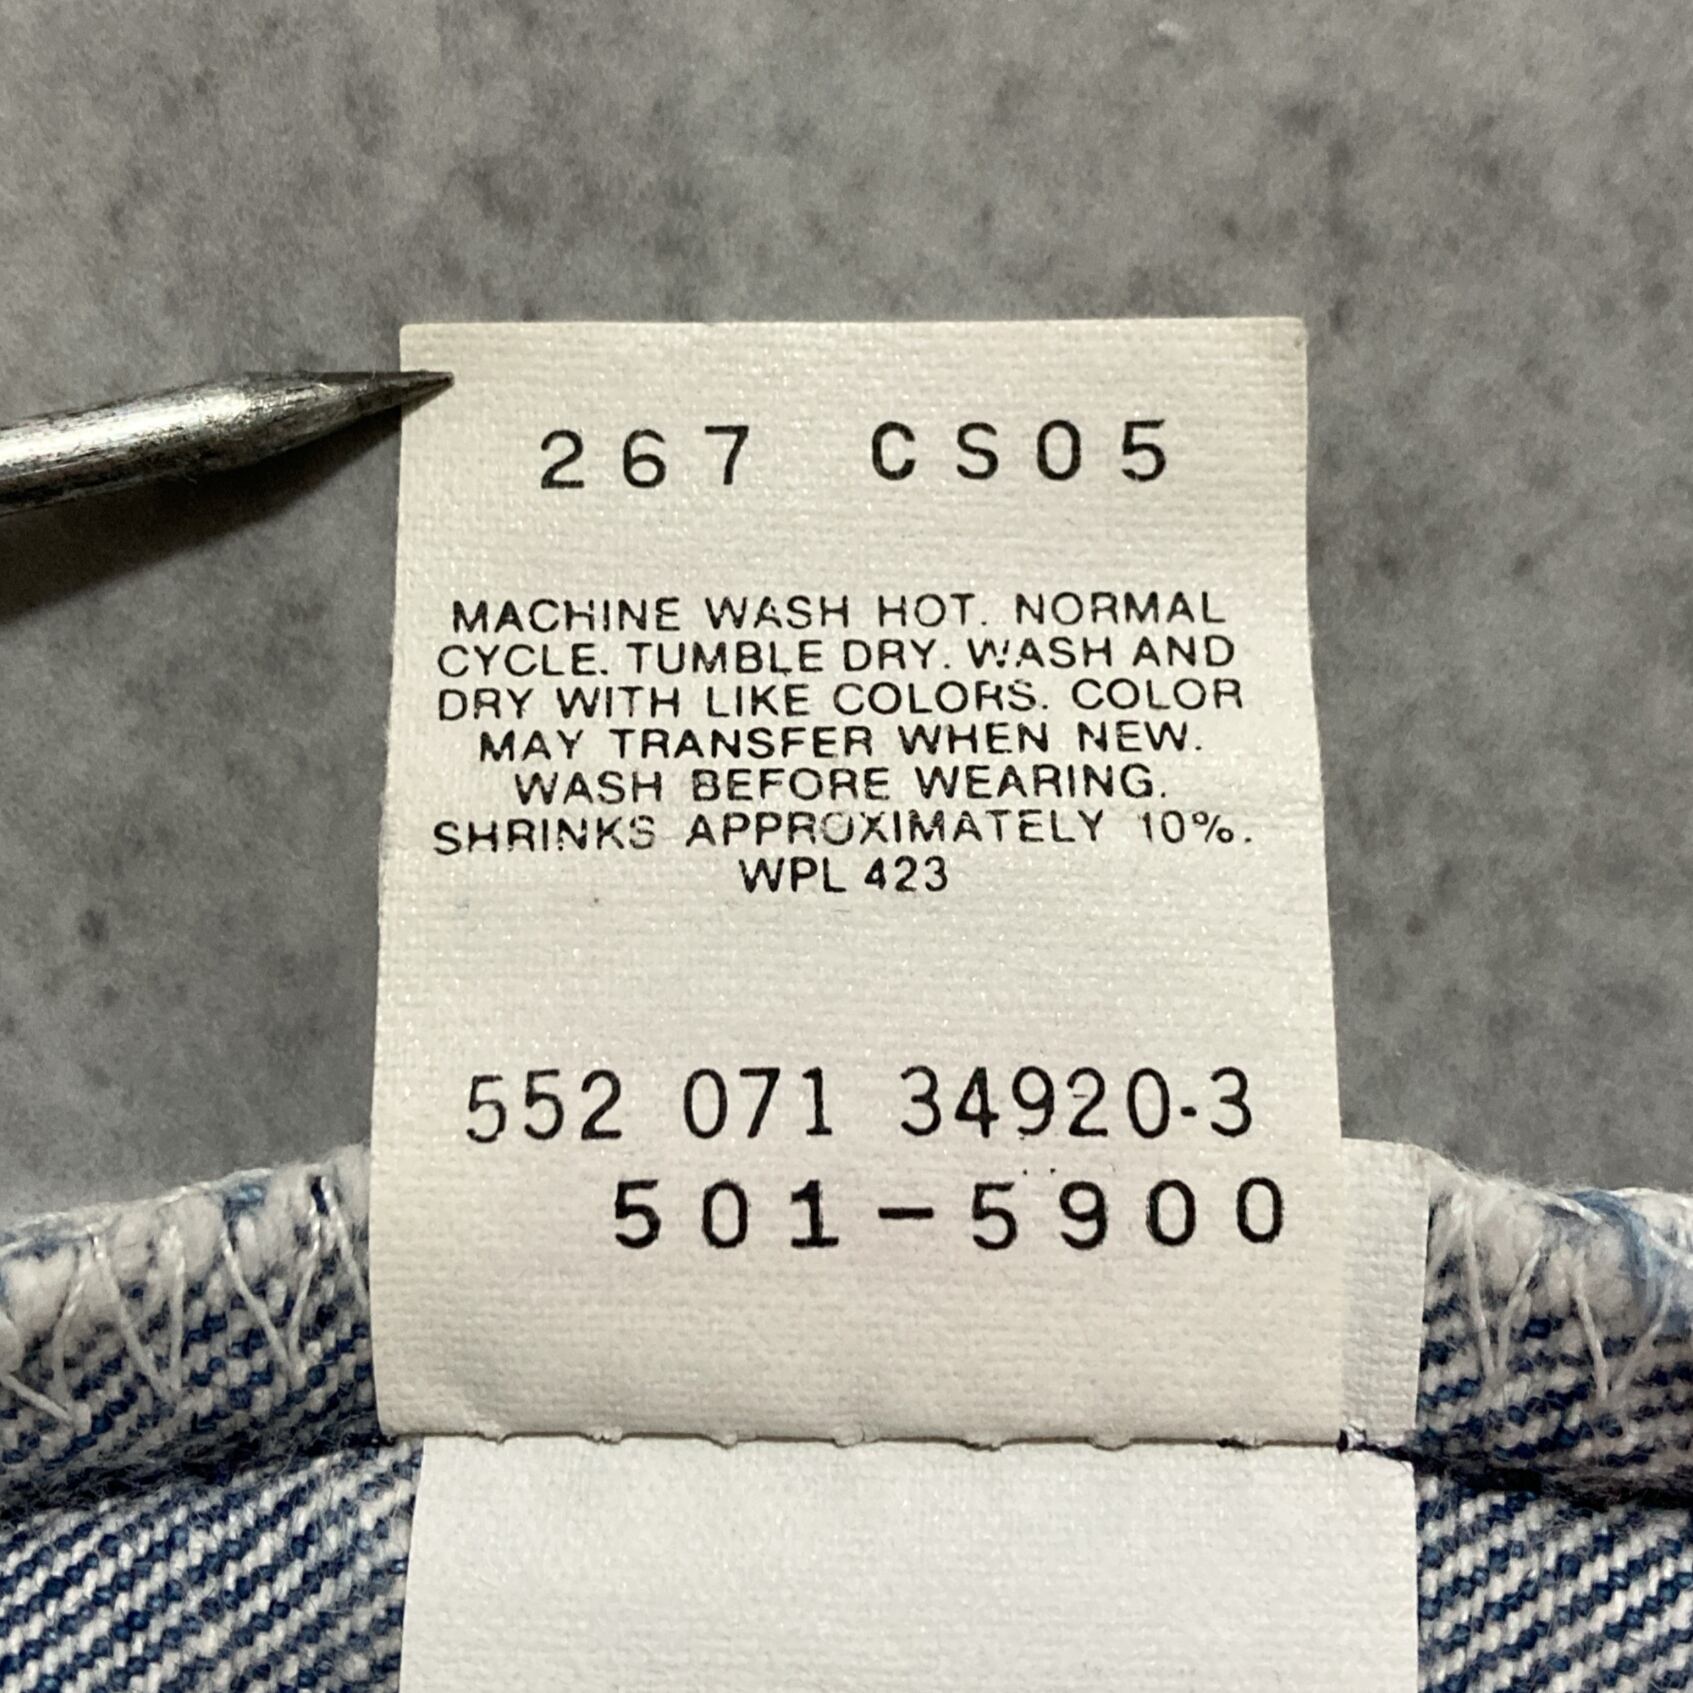 267 CS05
MACHINE WASH HOT. NORMAL
CYCLE. TUMBLE DRY. WASH AND
DRY WITH LIKE COLORS. COLOR
MAY TRANSFER WHEN NEW.
WASH BEFORE WEARING.
SHRINKS APPROXIMATELY 10%.
WPL 423
552 071 34920-3
501-5900